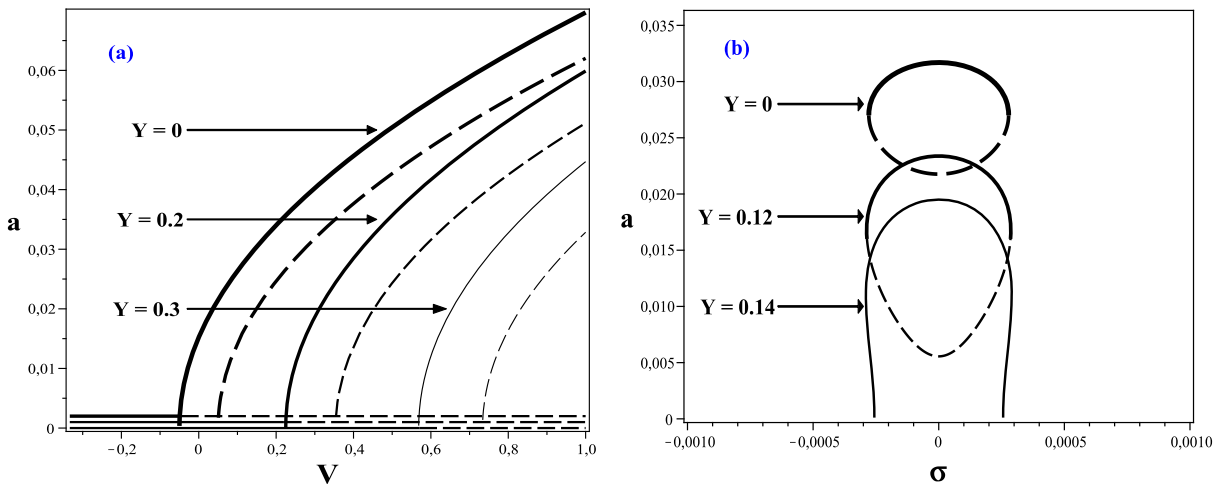 (a)
0,06
0,05
0,04
0,03
0,02
0,01
0
a
Y = 0
Y = 0.2
Y = 0.3
−0,2
0
0,2
0,4
0,6
0,8
1,0
V
(b)
0,035
0,030
0,025
0,020
0,015
0,010
0,005
0
a
Y = 0
Y = 0.12
Y = 0.14
−0,0010
−0,0005
0
0,0005
0,0010
σ